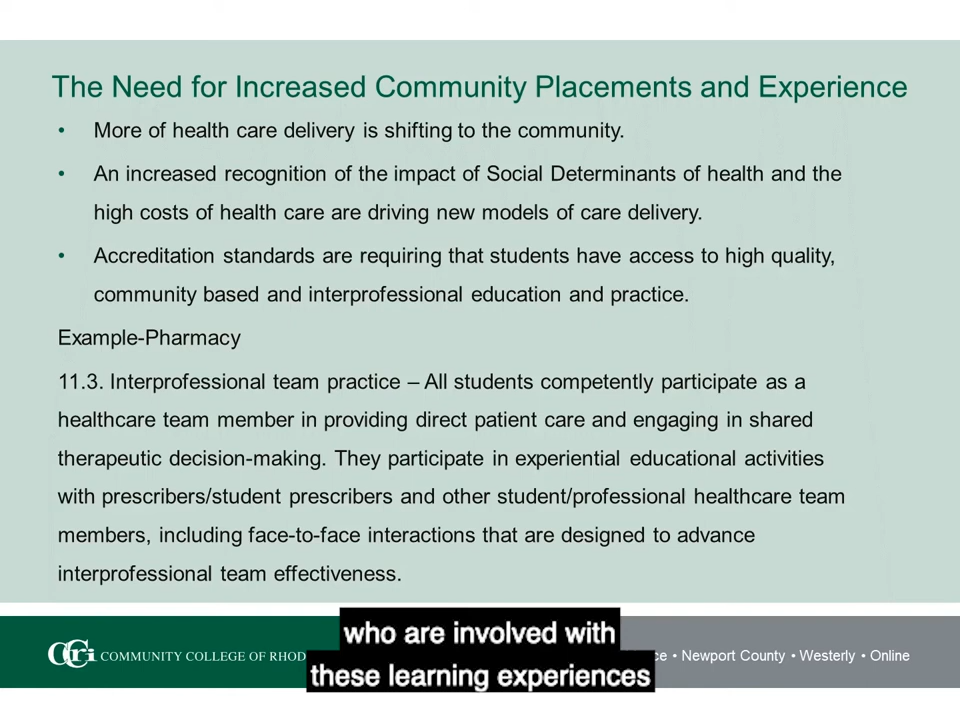 The Need for Increased Community Placements and Experience
• More of health care delivery is shifting to the community.
• An increased recognition of the impact of Social Determinants of health and the
high costs of health care are driving new models of care delivery.
• Accreditation standards are requiring that students have access to high quality,
community based and interprofessional education and practice.
Example-Pharmacy
11.3. Interprofessional team practice – All students competently participate as a
healthcare team member in providing direct patient care and engaging in shared
therapeutic decision-making. They participate in experiential educational activities
with prescribers/student prescribers and other student/professional healthcare team
members, including face-to-face interactions that are designed to advance
interprofessional team effectiveness.
who are involved with
these learning experiences
CCRI COMMUNITY COLLEGE OF
• Newport County • Westerly • Online